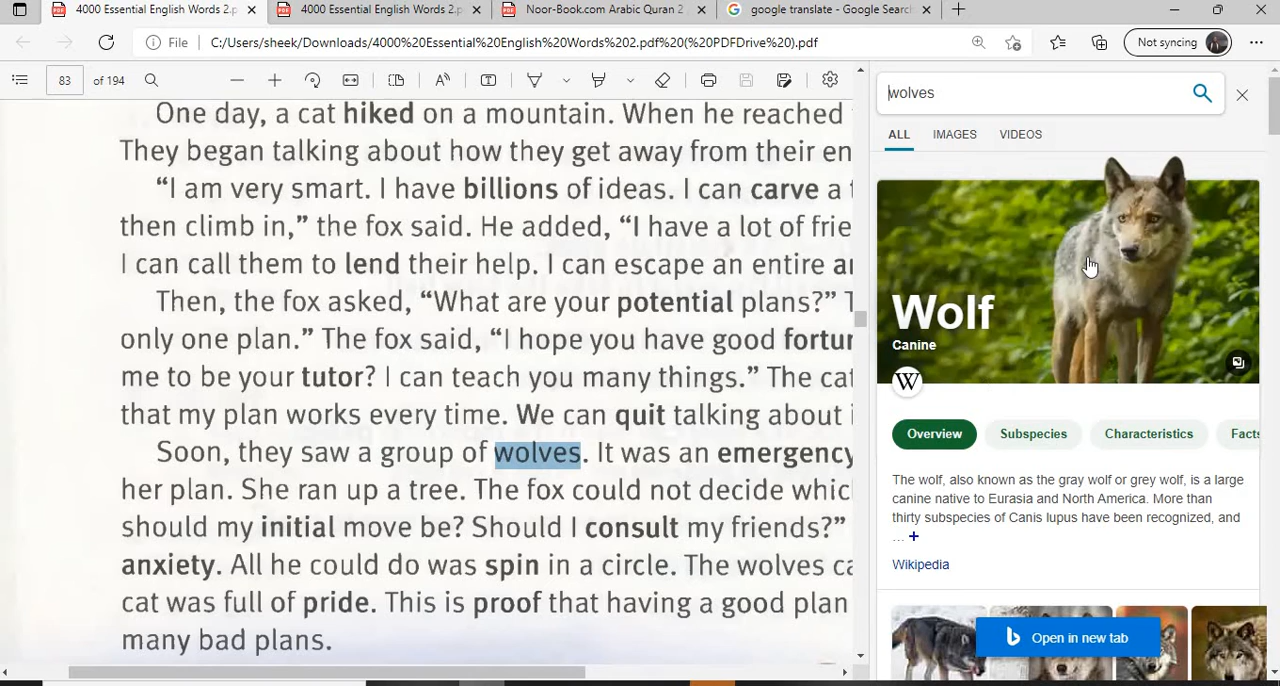 4000 Essential English Words 2.p
4000 Essential English Words 2.p
Noor-Book.com Arabic Quran 2
google translate - Google Search
File
C:/Users/sheek/Downloads/4000%20Essential%20English%20Words%202.pdf%20(%20PDFDrive%20).pdf
Not syncing
83 of 194
One day, a cat hiked on a mountain. When he reached
They began talking about how they get away from their en
“I am very smart. I have billions of ideas. I can carve a
then climb in,” the fox said. He added, “I have a lot of frie
I can call them to lend their help. I can escape an entire
Then, the fox asked, “What are your potential plans?”
only one plan.” The fox said, “I hope you have good fortur
me to be your tutor? I can teach you many things.” The cat
that my plan works every time. We can quit talking about
Soon, they saw a group of wolves. It was an emergency
her plan. She ran up a tree. The fox could not decide whic
should my initial move be? Should I consult my friends?”
anxiety. All he could do was spin in a circle. The wolves ca
cat was full of pride. This is proof that having a good plan
many bad plans.
wolves
ALL IMAGES VIDEOS
Wolf
Canine
W
Overview Subspecies Characteristics Facts
The wolf, also known as the gray wolf or grey wolf, is a large
canine native to Eurasia and North America. More than
thirty subspecies of Canis lupus have been recognized, and
... +
Wikipedia
Open in new tab